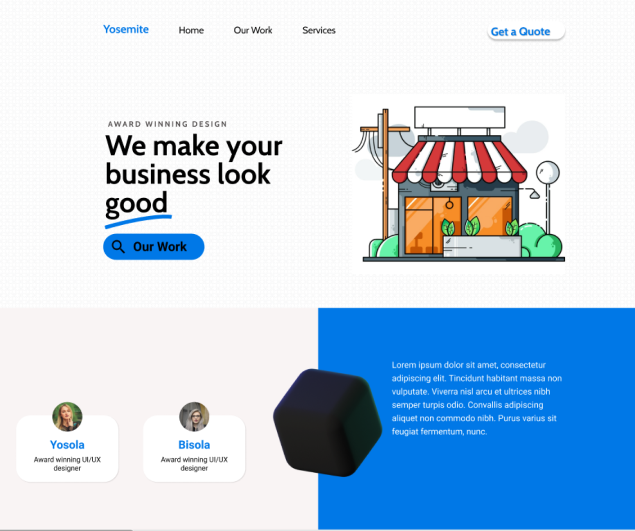 Yosemite Home Our Work Services Get a Quote
AWARD WINNING DESIGN
We make your
business look
good
Our Work
Lorem ipsum dolor sit amet, consectetur
adipiscing elit. Tincidunt habitant massa non
vulputate. Viverra nisl arcu et ultrices nibh
semper turpis odio. Convallis adipiscing
aliquet non commodo nibh. Purus varius sit
feugiat fermentum, nunc.
Yosola
Award winning UI/UX
designer
Bisola
Award winning UI/UX
designer